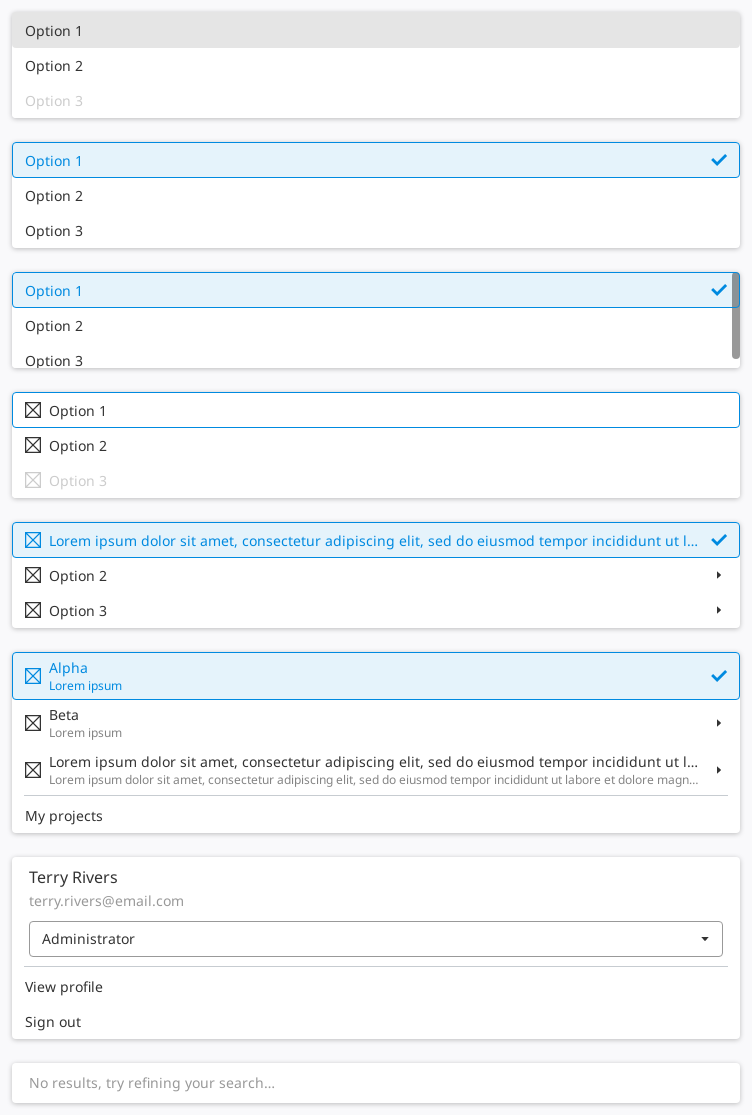 Option 1
Option 2
Option 3
Option 1
Option 2
Option 3
Option 1
Option 2
Option 3
Option 1
Option 2
Option 3
Lorem ipsum dolor sit amet, consectetur adipiscing elit, sed do eiusmod tempor incididunt ut l…
Option 2
Option 3
Alpha
Lorem ipsum
Beta
Lorem ipsum
Lorem ipsum dolor sit amet, consectetur adipiscing elit, sed do eiusmod tempor incididunt ut l…
Lorem ipsum dolor sit amet, consectetur adipiscing elit, sed do eiusmod tempor incididunt ut labore et dolore magn…
My projects
Terry Rivers
terry.rivers@email.com
Administrator
View profile
Sign out
No results, try refining your search…